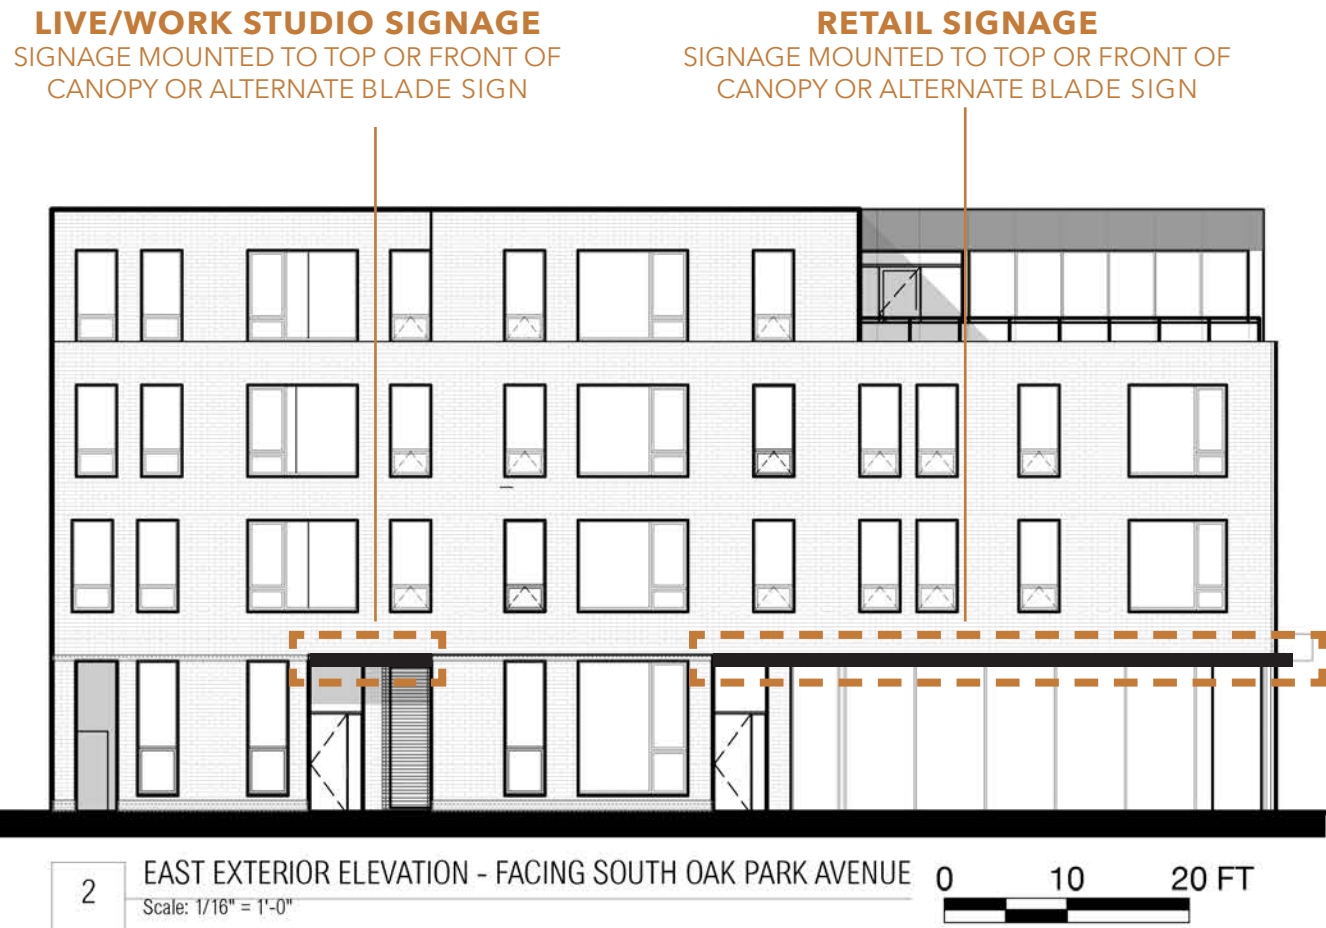 LIVE/WORK STUDIO SIGNAGE
SIGNAGE MOUNTED TO TOP OR FRONT OF
CANOPY OR ALTERNATE BLADE SIGN
RETAIL SIGNAGE
SIGNAGE MOUNTED TO TOP OR FRONT OF
CANOPY OR ALTERNATE BLADE SIGN
2
EAST EXTERIOR ELEVATION - FACING SOUTH OAK PARK AVENUE
Scale: 1/16" = 1'-0"
0 10 20 FT